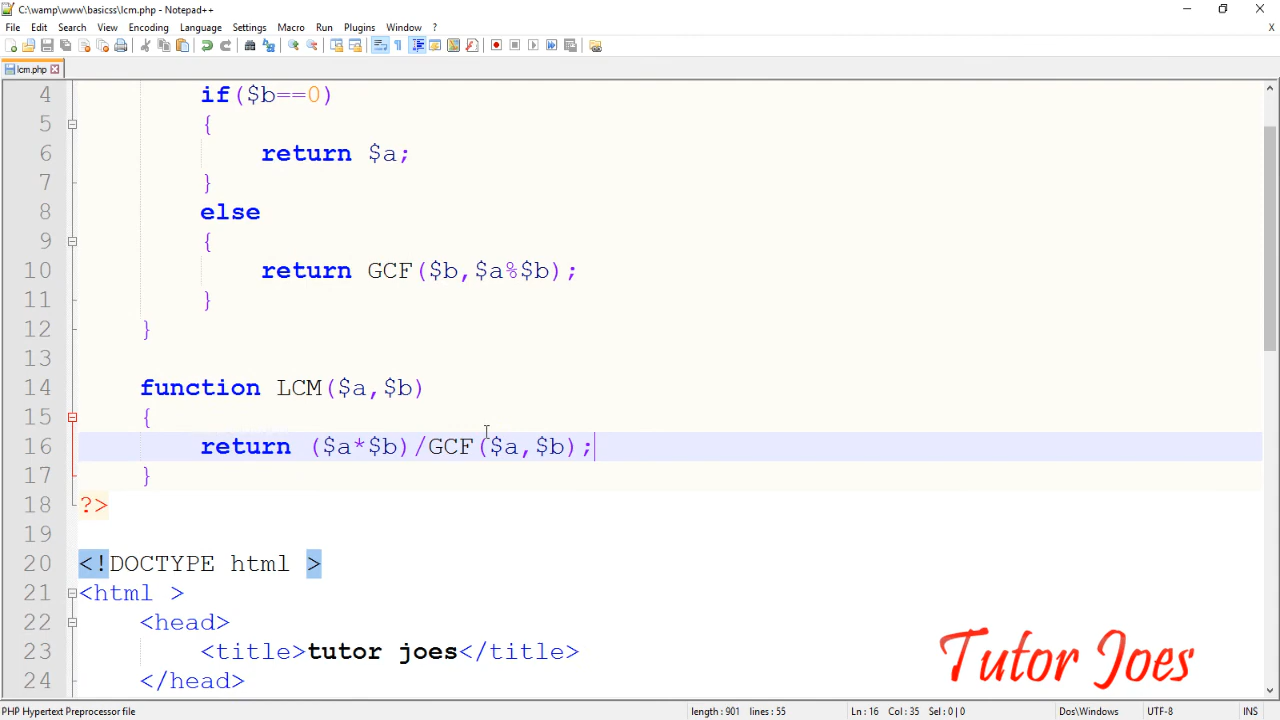 C:\wamp\www\basicss\lcm.php - Notepad++
File Edit Search View Encoding Language Settings Macro Run Plugins Window ?
X
lcm.php
4 if($b==0)
5 {
6 return $a;
7 }
8 else
9 {
10 return GCF($b,$a%$b);
11 }
12 }
13
14 function LCM($a,$b)
15 {
16 return ($a*$b)/GCF($a,$b);
17 }
18 ?>
19
20 <!DOCTYPE html >
21 <html >
22 <head>
23 <title>tutor joes</title>
24 </head>
Tutor Joes
PHP Hypertext Preprocessor file length : 901 lines : 55 Ln : 16 Col : 35 Sel : 0 | 0 Dos\Windows UTF-8 INS